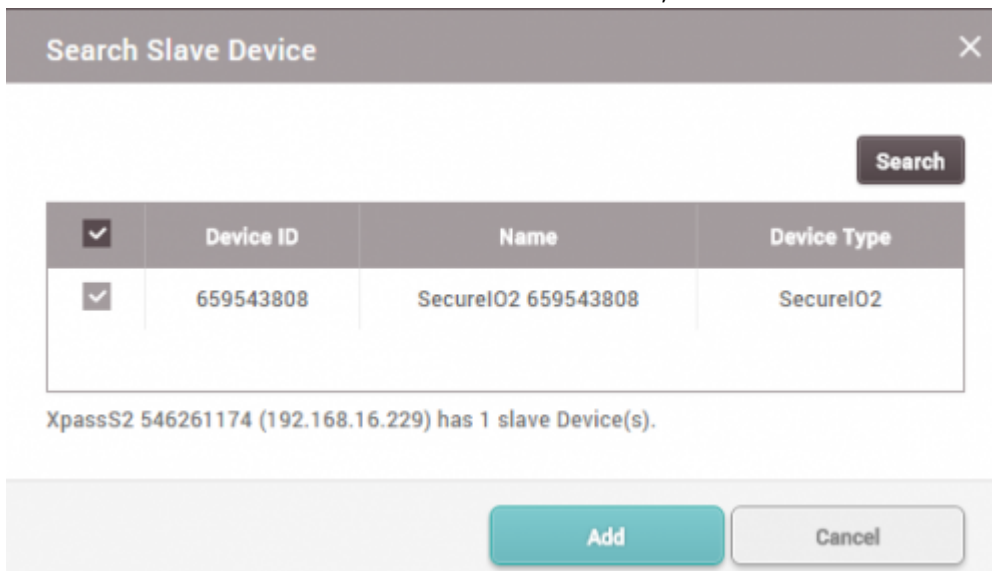 Search Slave Device
Search
Device ID Name Device Type
659543808 SecureIO2 659543808 SecureIO2
XpassS2 546261174 (192.168.16.229) has 1 slave Device(s).
Add Cancel